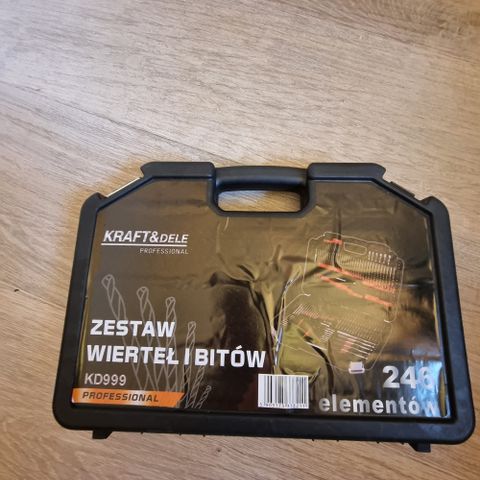 KRAFT&DELE
PROFESSIONAL
ZESTAW
WIERTEŁ I BITÓW
KD999
PROFESSIONAL
246
elementów